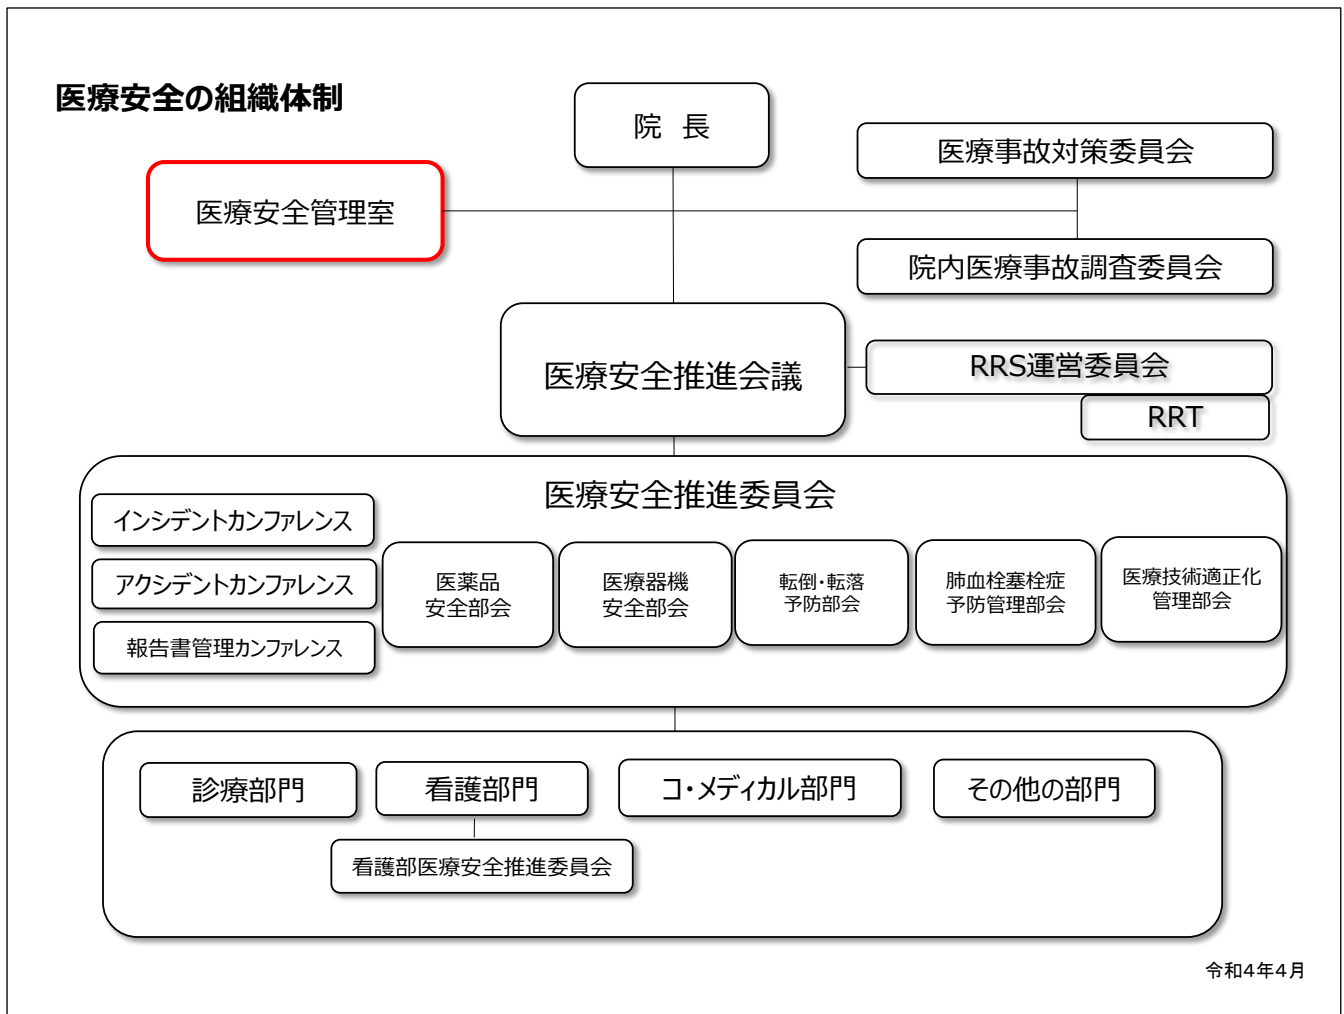 医療安全の組織体制
院 長
医療事故対策委員会
医療安全管理室
院内医療事故調査委員会
医療安全推進会議
RRS運営委員会
RRT
医療安全推進委員会
インシデントカンファレンス
アクシデントカンファレンス
報告書管理カンファレンス
医薬品
安全部会
医療器機
安全部会
転倒・転落
予防部会
肺血栓塞栓症
予防管理部会
医療技術適正化
管理部会
診療部門
看護部門
コ・メディカル部門
その他の部門
看護部医療安全推進委員会
令和4年4月